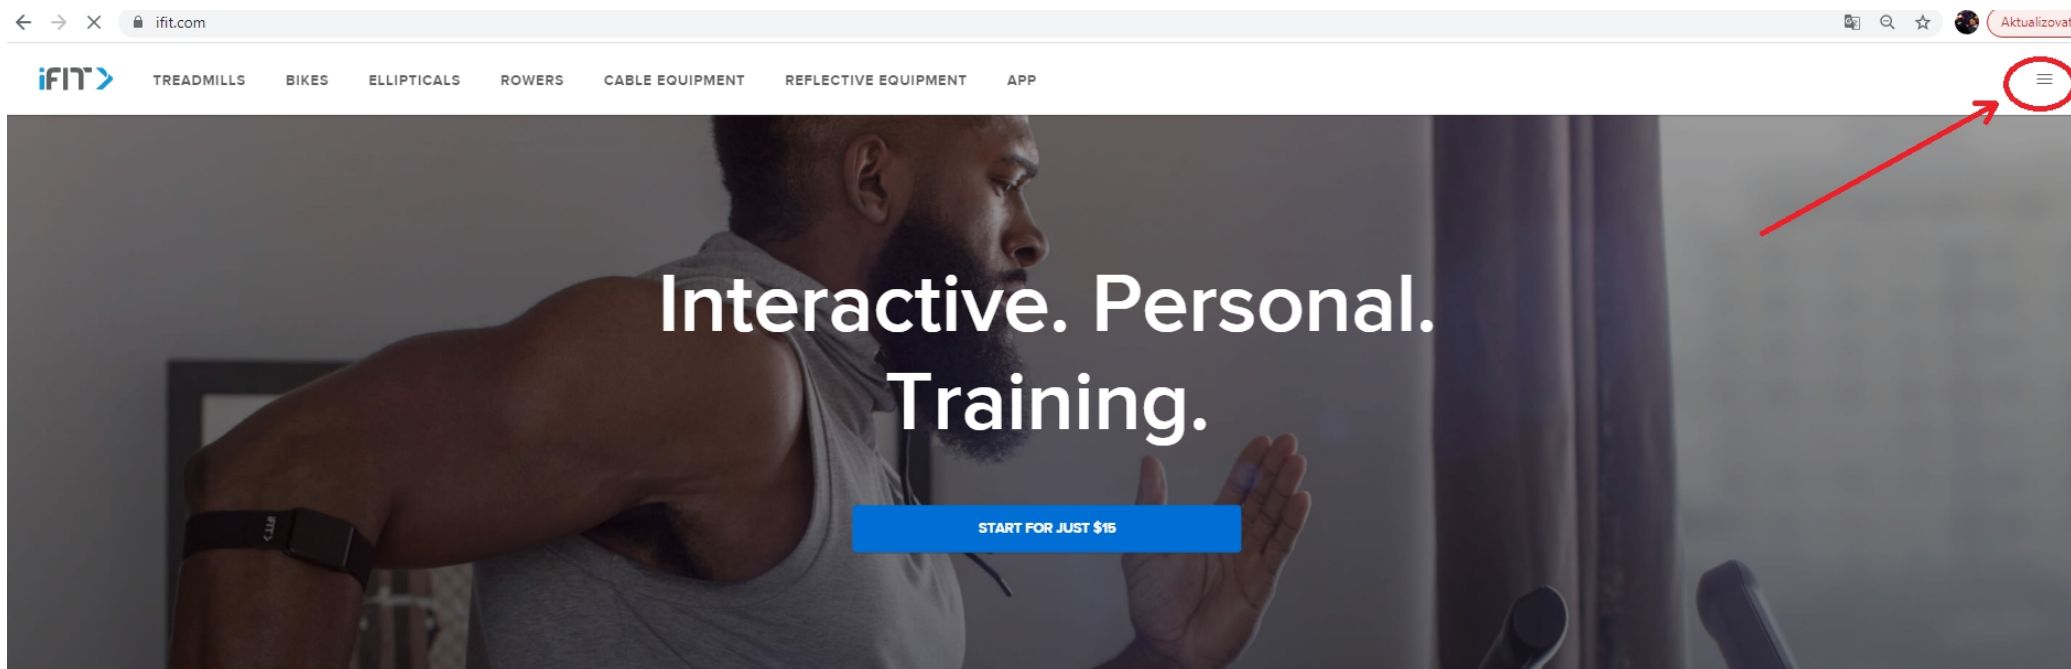 ifit.com
Aktualizovat
iFIT
TREADMILLS BIKES ELLIPTICALS ROWERS CABLE EQUIPMENT REFLECTIVE EQUIPMENT APP
Interactive. Personal.
Training.
START FOR JUST $15
iFIT